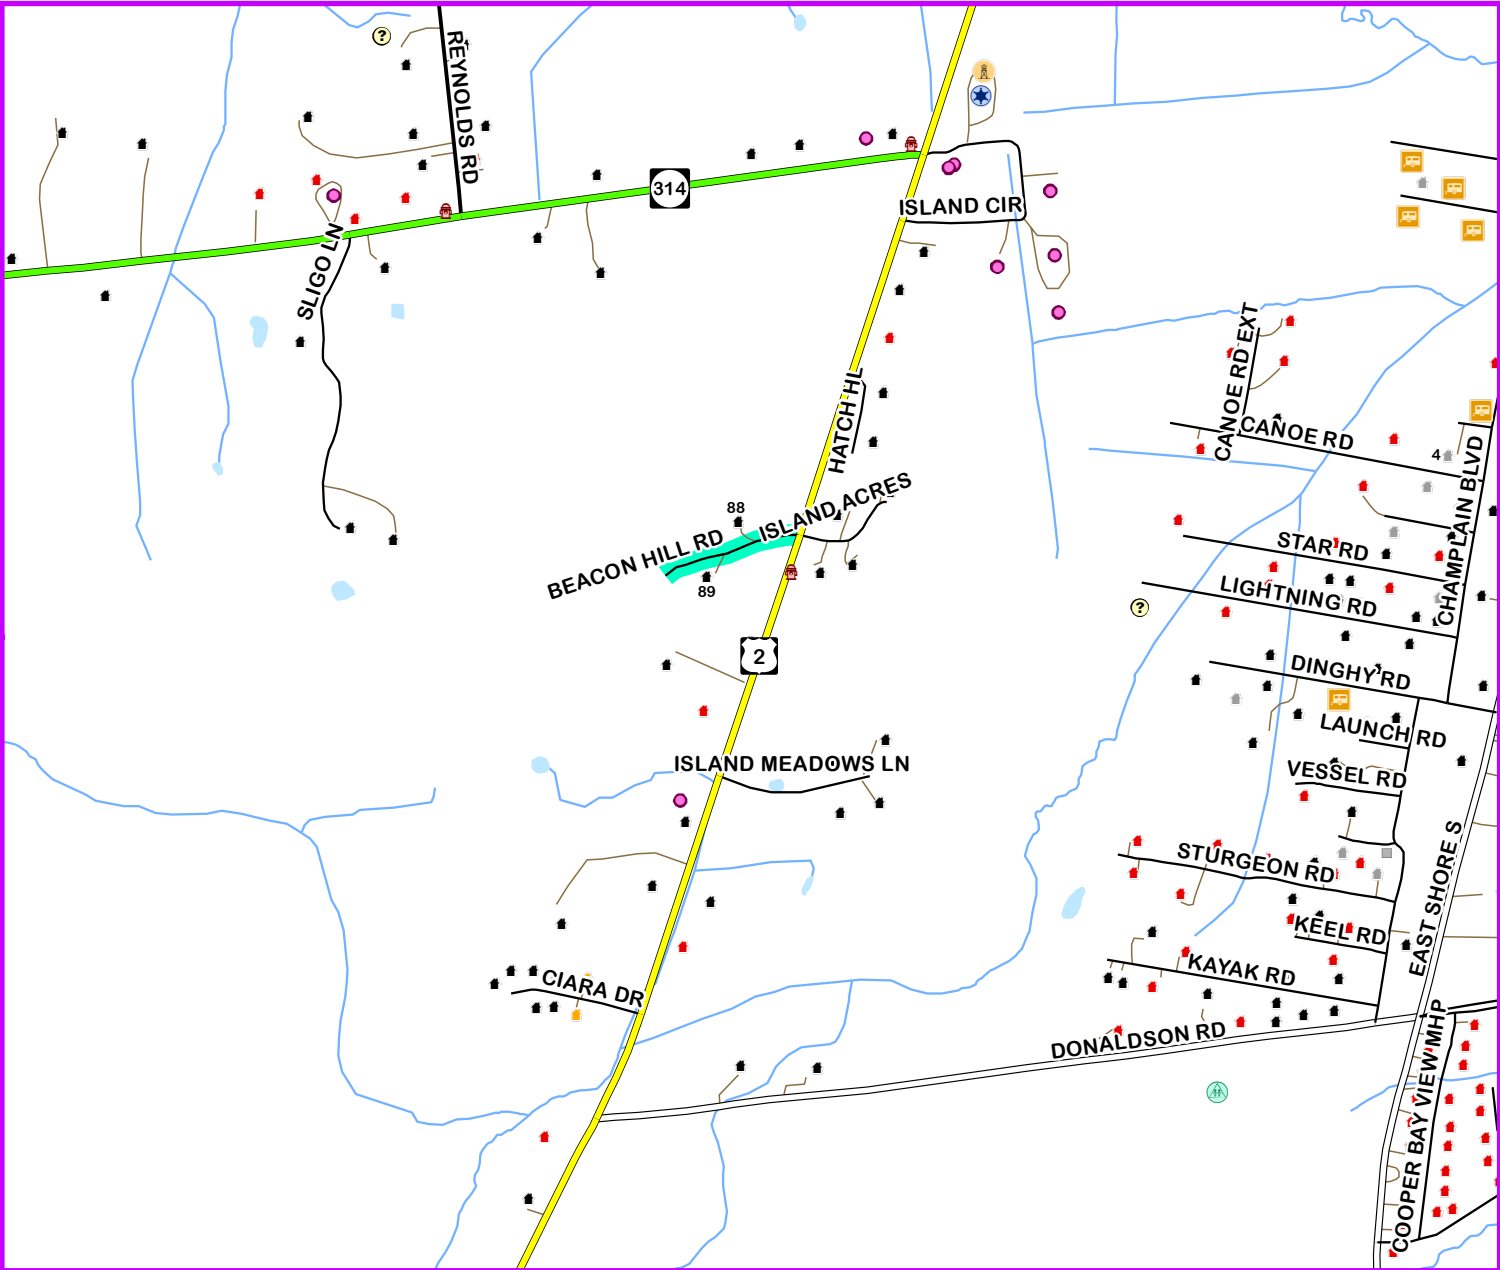 REYNOLDS RD
?
314
ISLAND CIR
SLIGO LN
CANOE RD EXT
HATCH HL
CANOE RD
4
CHAMPLAIN BLVD
ISLAND ACRES
88
BEACON HILL RD
89
STAR RD
LIGHTNING RD
?
2
DINGHY RD
LAUNCH RD
ISLAND MEADOWS LN
VESSEL RD
STURGEON RD
EAST SHORE S
KEEL RD
KAYAK RD
CIARA DR
DONALDSON RD
COOPER BAY VIEW MHP